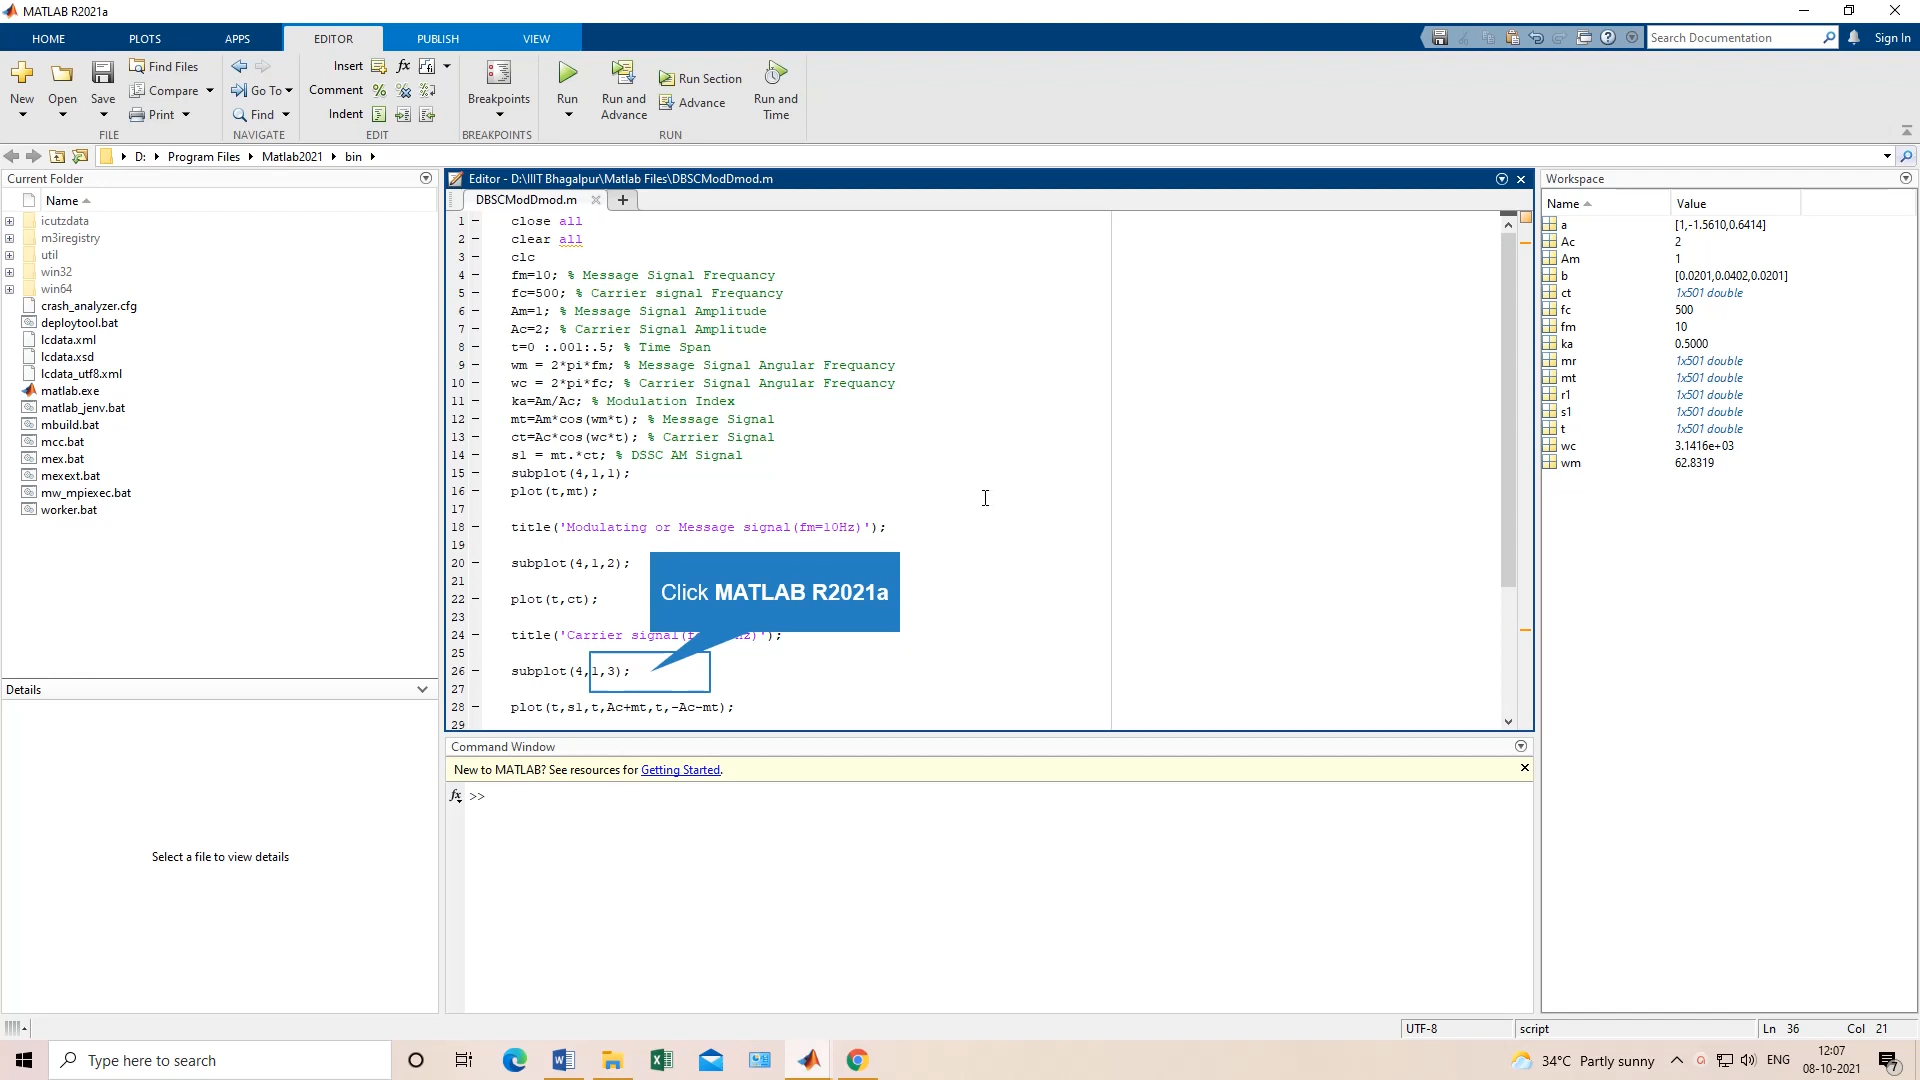 MATLAB R2021a
HOME PLOTS APPS EDITOR PUBLISH VIEW Search Documentation Sign In
New Open Save Find Files Compare Print FILE
Go To Find NAVIGATE
Insert fx Comment Indent EDIT
Breakpoints BREAKPOINTS
Run Run and Advance Run Section Advance Run and Time RUN
D: Program Files Matlab2021 bin
Current Folder
Name
icutzdata
m3iregistry
util
win32
win64
crash_analyzer.cfg
deploytool.bat
lcdata.xml
lcdata.xsd
lcdata_utf8.xml
matlab.exe
matlab_jenv.bat
mbuild.bat
mcc.bat
mex.bat
mexext.bat
mw_mpiexec.bat
worker.bat
Details
Select a file to view details
Editor - D:\IIIT Bhagalpur\Matlab Files\DBSCModDmod.m
DBSCModDmod.m
1 – close all
2 – clear all
3 – clc
4 – fm=10; % Message Signal Frequancy
5 – fc=500; % Carrier signal Frequancy
6 – Am=1; % Message Signal Amplitude
7 – Ac=2; % Carrier Signal Amplitude
8 – t=0 :.001:.5; % Time Span
9 – wm = 2*pi*fm; % Message Signal Angular Frequancy
10 – wc = 2*pi*fc; % Carrier Signal Angular Frequancy
11 – ka=Am/Ac; % Modulation Index
12 – mt=Am*cos(wm*t); % Message Signal
13 – ct=Ac*cos(wc*t); % Carrier Signal
14 – s1 = mt.*ct; % DSSC AM Signal
15 – subplot(4,1,1);
16 – plot(t,mt);
17
18 – title('Modulating or Message signal(fm=10Hz)');
19
20 – subplot(4,1,2);
21
22 – plot(t,ct);
23
24 – title('Carrier signal(f z)');
25
26 – subplot(4,1,3);
27
28 – plot(t,s1,t,Ac+mt,t,-Ac-mt);
29
Click MATLAB R2021a
Command Window
New to MATLAB? See resources for Getting Started.
fx >>
Workspace
Name Value
a [1,-1.5610,0.6414]
Ac 2
Am 1
b [0.0201,0.0402,0.0201]
ct 1x501 double
fc 500
fm 10
ka 0.5000
mr 1x501 double
mt 1x501 double
r1 1x501 double
s1 1x501 double
t 1x501 double
wc 3.1416e+03
wm 62.8319
UTF-8 script Ln 36 Col 21
Type here to search
34°C Partly sunny ENG 12:07
08-10-2021
7